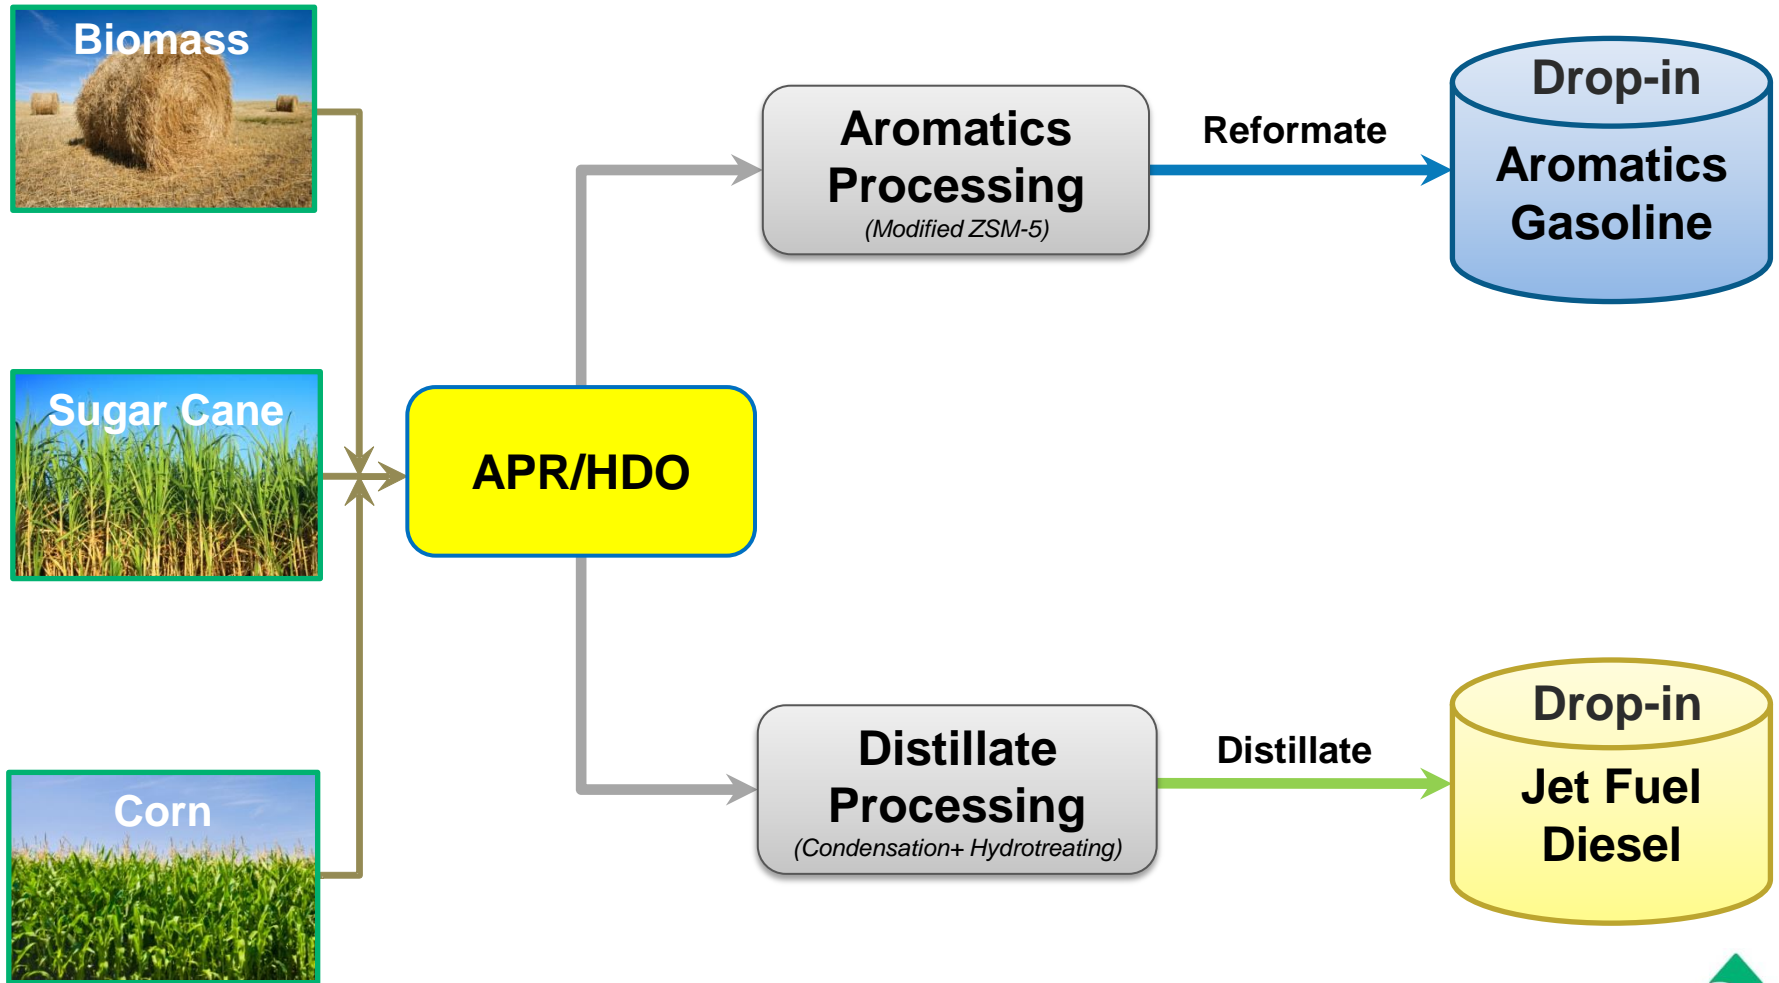 Biomass
Sugar Cane
Corn
APR/HDO
Aromatics
Processing
(Modified ZSM-5)
Reformate
Drop-in
Aromatics
Gasoline
Distillate
Processing
(Condensation+ Hydrotreating)
Distillate
Drop-in
Jet Fuel
Diesel